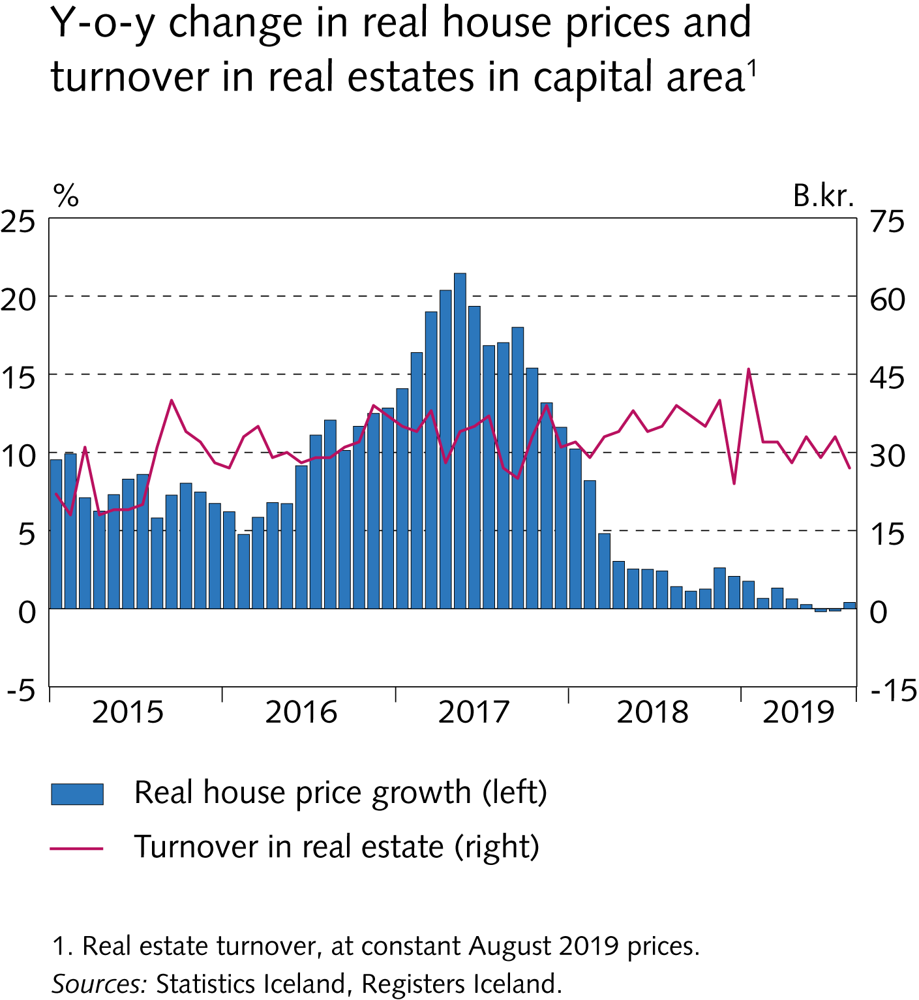 Y-o-y change in real house prices and
turnover in real estates in capital area¹
% B.kr.
25 75
20 60
15 45
10 30
5 15
0 0
-5 -15
2015 2016 2017 2018 2019
Real house price growth (left)
Turnover in real estate (right)
1. Real estate turnover, at constant August 2019 prices.
Sources: Statistics Iceland, Registers Iceland.